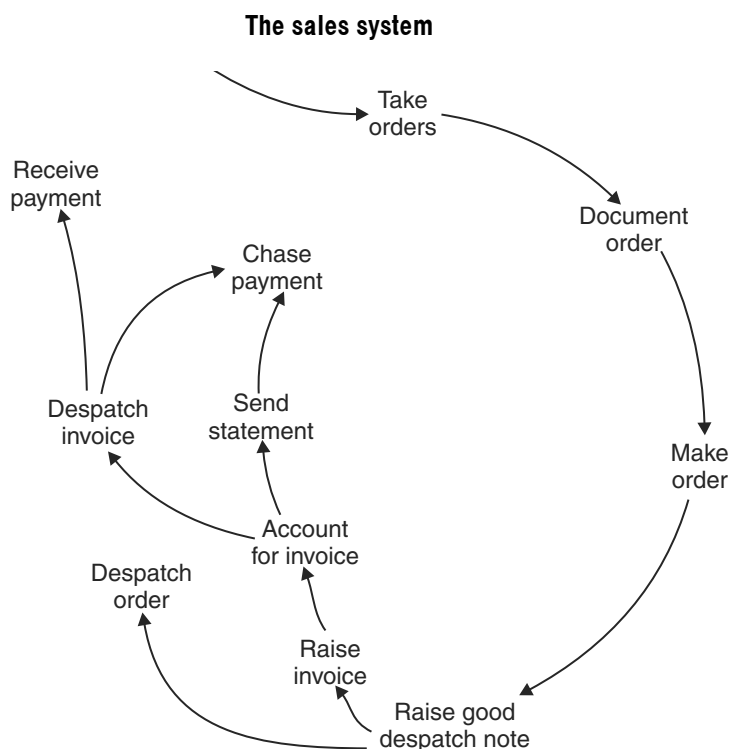 The sales system
Take
orders
Document
order
Make
order
Raise good
despatch note
Raise
invoice
Despatch
order
Account
for invoice
Send
statement
Despatch
invoice
Chase
payment
Receive
payment